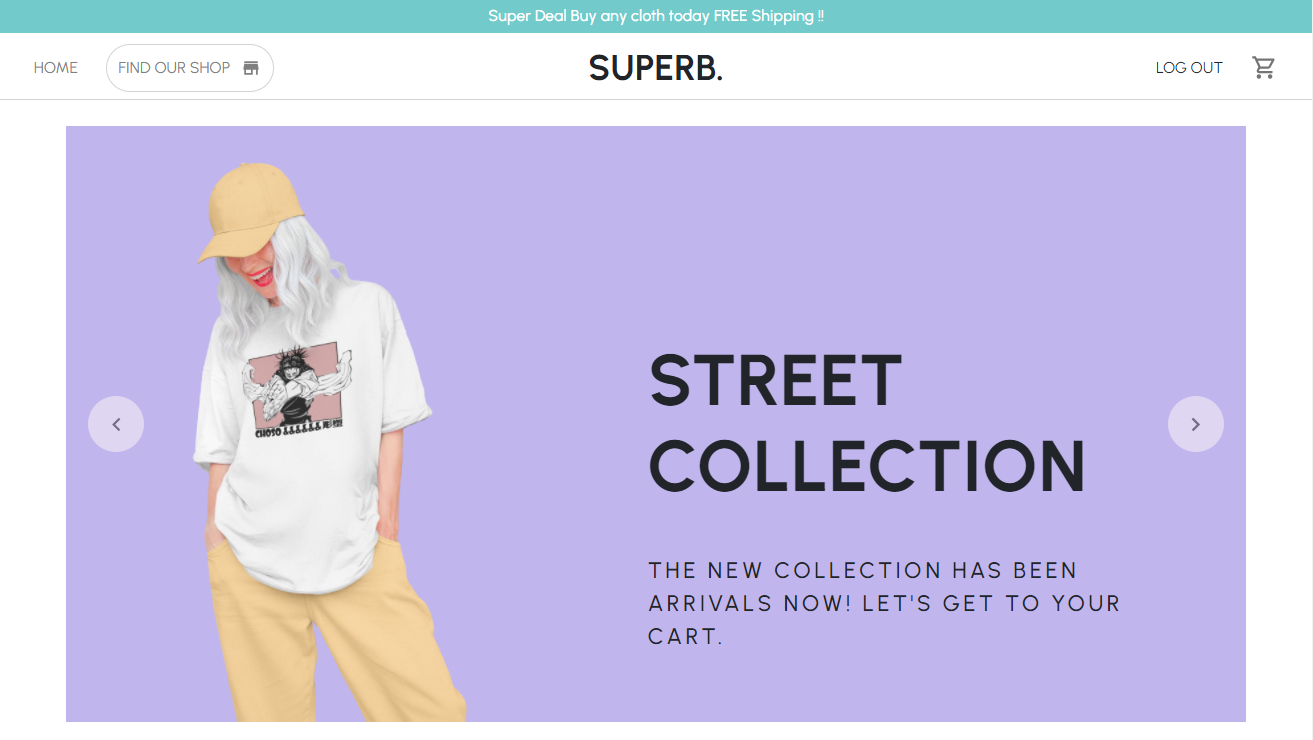 Super Deal Buy any cloth today FREE Shipping !!
HOME
FIND OUR SHOP
SUPERB.
LOG OUT
STREET
COLLECTION
THE NEW COLLECTION HAS BEEN
ARRIVALS NOW! LET'S GET TO YOUR
CART.
CHOSO